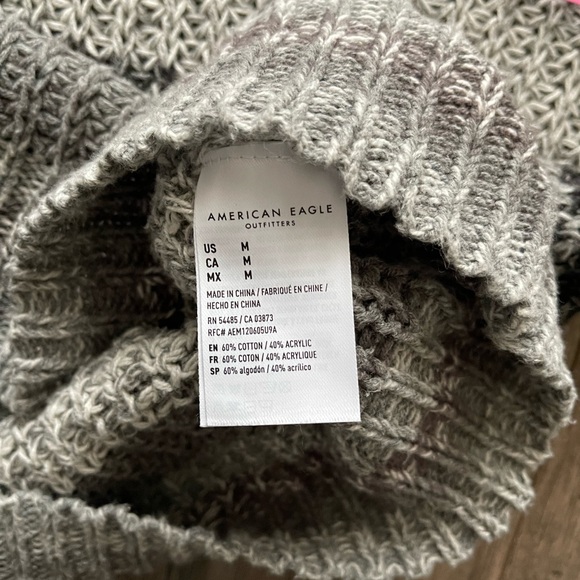 AMERICAN EAGLE
OUTFITTERS
US M
CA M
MX M
MADE IN CHINA / FABRIQUÉ EN CHINE /
HECHO EN CHINA
RN 54485 / CA 03873
RFC# AEM120605U9A
EN 60% COTTON / 40% ACRYLIC
FR 60% COTON / 40% ACRYLIQUE
SP 60% algodón / 40% acrílico